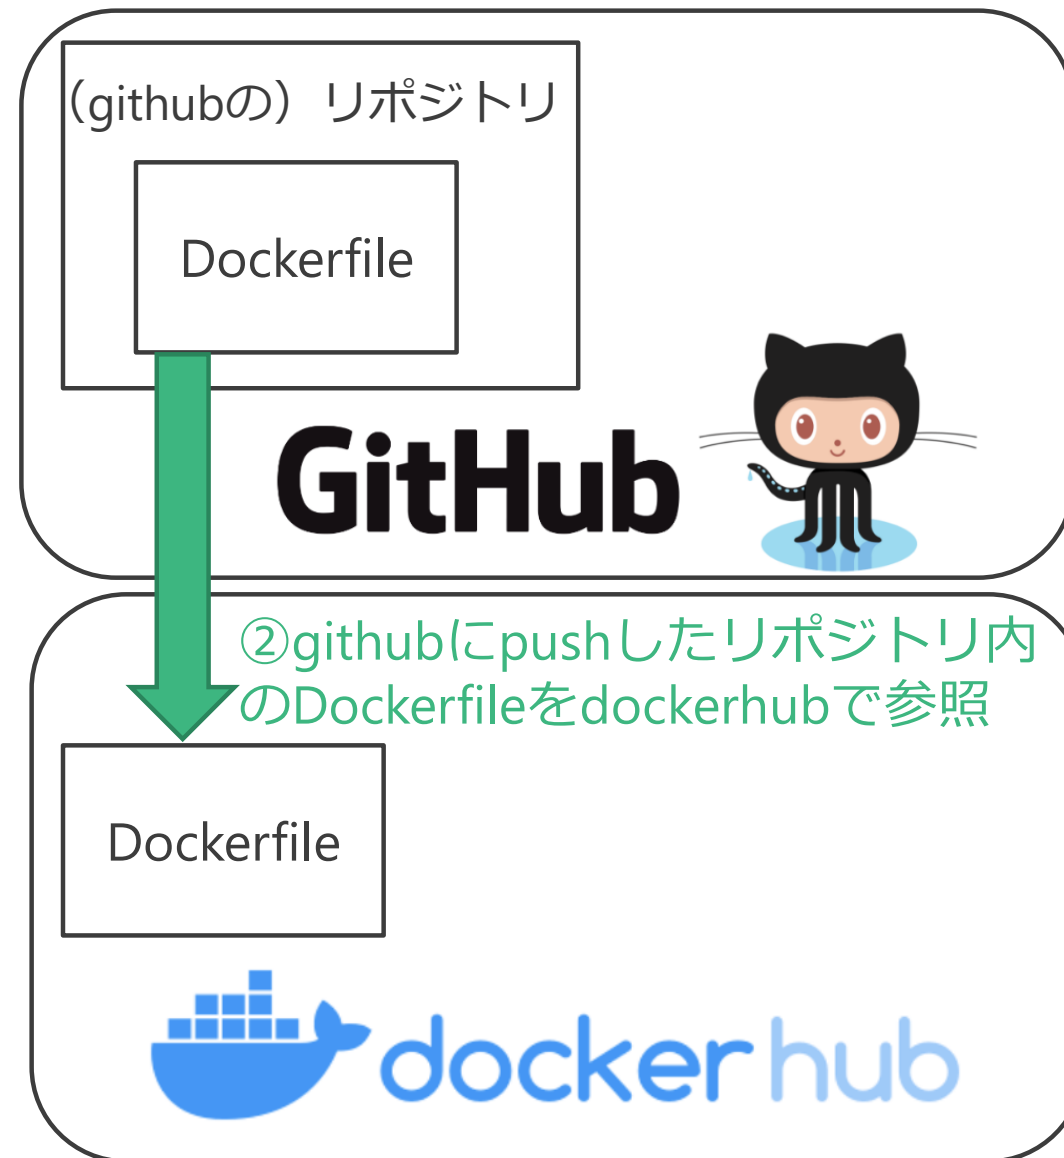 （githubの）リポジトリ
Dockerfile
GitHub
②githubにpushしたリポジトリ内
のDockerfileをdockerhubで参照
Dockerfile
dockerhub